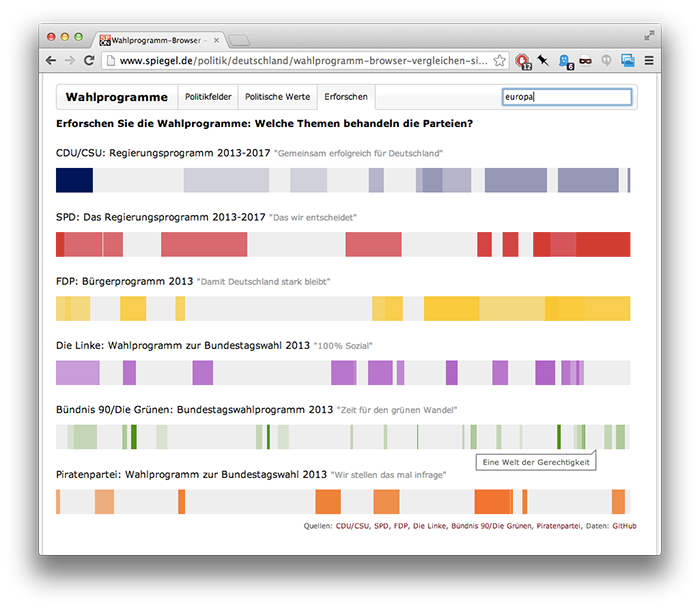 SP ON
Wahlprogramm-Browser -
www.spiegel.de/politik/deutschland/wahlprogramm-browser-vergleichen-si...
12
6
Wahlprogramme
Politikfelder
Politische Werte
Erforschen
europa
Erforschen Sie die Wahlprogramme: Welche Themen behandeln die Parteien?
CDU/CSU: Regierungsprogramm 2013-2017 "Gemeinsam erfolgreich für Deutschland"
SPD: Das Regierungsprogramm 2013-2017 "Das wir entscheidet"
FDP: Bürgerprogramm 2013 "Damit Deutschland stark bleibt"
Die Linke: Wahlprogramm zur Bundestagswahl 2013 "100% Sozial"
Bündnis 90/Die Grünen: Bundestagswahlprogramm 2013 "Zeit für den grünen Wandel"
Eine Welt der Gerechtigkeit
Piratenpartei: Wahlprogramm zur Bundestagswahl 2013 "Wir stellen das mal infrage"
Quellen: CDU/CSU, SPD, FDP, Die Linke, Bündnis 90/Die Grünen, Piratenpartei, Daten: GitHub